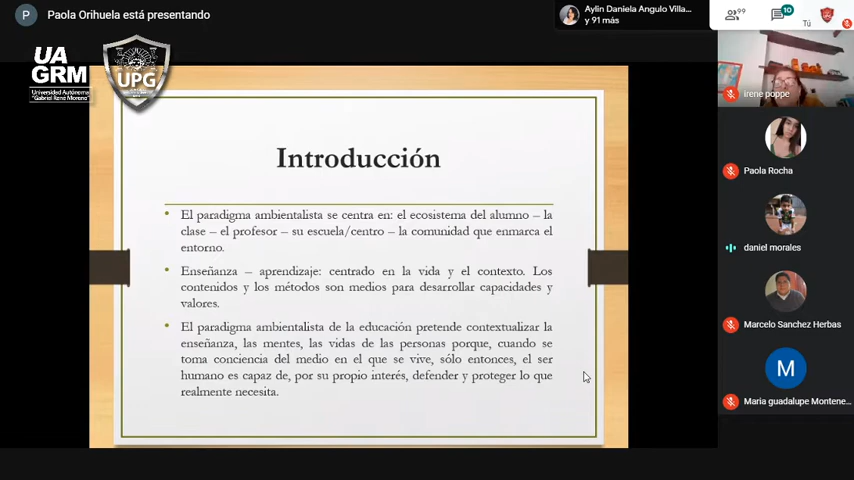 P
Paola Orihuela está presentando
Aylin Daniela Angulo Villa...
y 91 más
99
10
Tú
UA
GRM
Universidad Autónoma
"Gabriel René Moreno"
UPG
irene poppe
Paola Rocha
daniel morales
Marcelo Sanchez Herbas
M
Maria guadalupe Montene...
Introducción
El paradigma ambientalista se centra en: el ecosistema del alumno – la
clase – el profesor – su escuela/centro – la comunidad que enmarca el
entorno.
Enseñanza – aprendizaje: centrado en la vida y el contexto. Los
contenidos y los métodos son medios para desarrollar capacidades y
valores.
El paradigma ambientalista de la educación pretende contextualizar la
enseñanza, las mentes, las vidas de las personas porque, cuando se
toma conciencia del medio en el que se vive, sólo entonces, el ser
humano es capaz de, por su propio interés, defender y proteger lo que
realmente necesita.